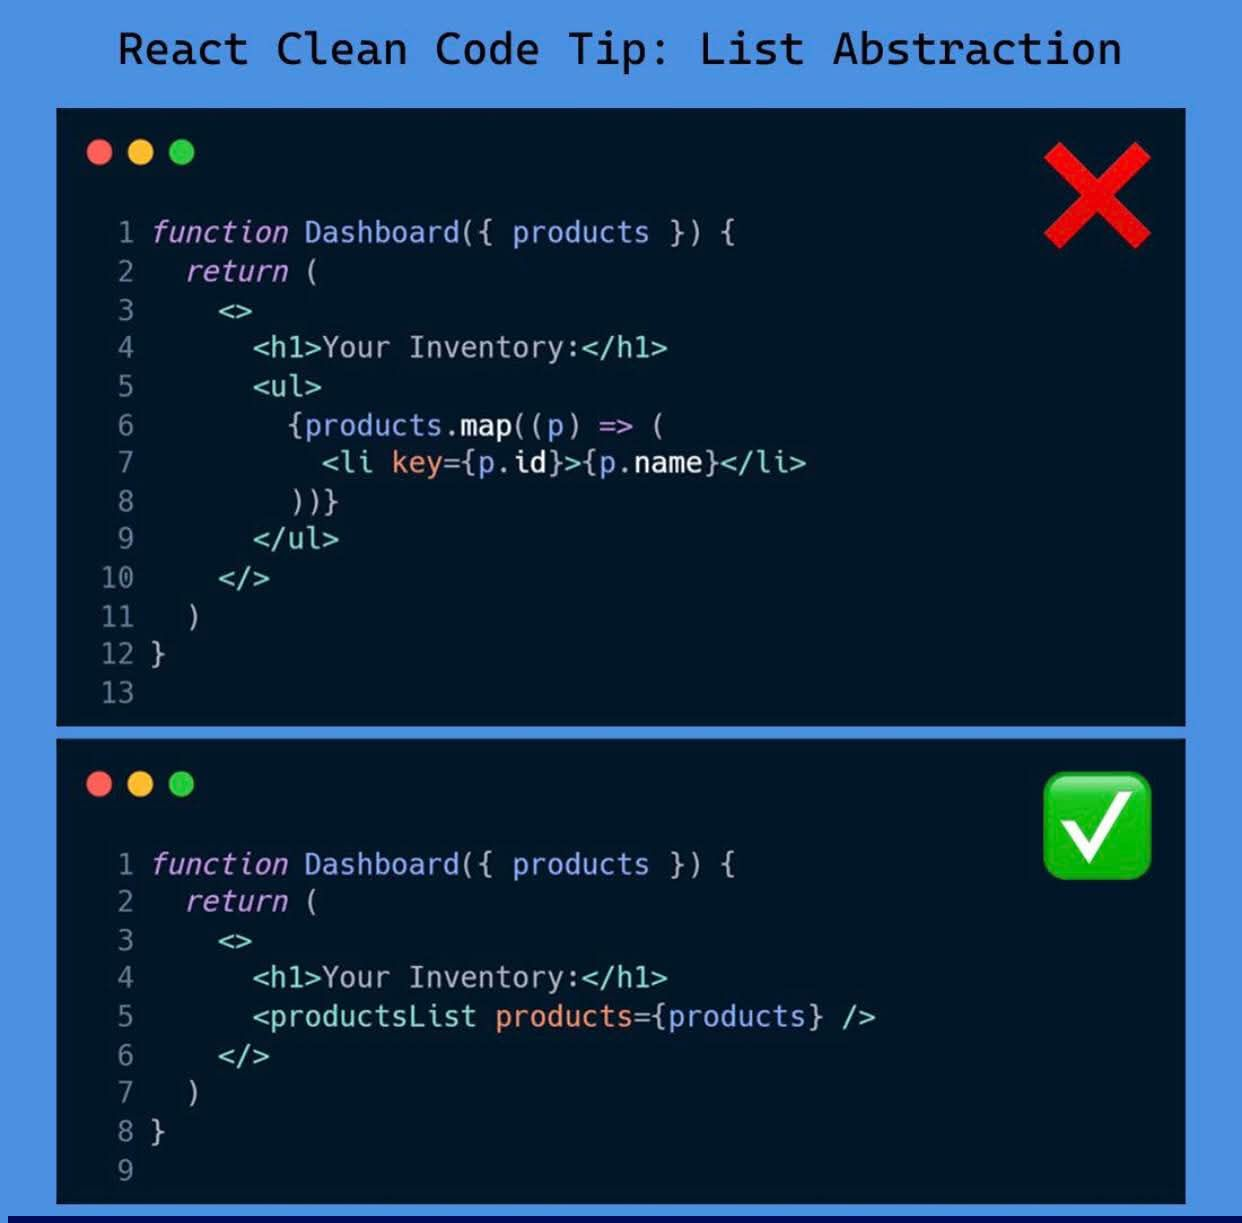 React Clean Code Tip: List Abstraction
1 function Dashboard({ products }) {
2   return (
3     <>
4       <h1>Your Inventory:</h1>
5       <ul>
6         {products.map((p) => (
7           <li key={p.id}>{p.name}</li>
8         ))}
9       </ul>
10     </>
11   )
12 }
13
1 function Dashboard({ products }) {
2   return (
3     <>
4       <h1>Your Inventory:</h1>
5       <productsList products={products} />
6     </>
7   )
8 }
9